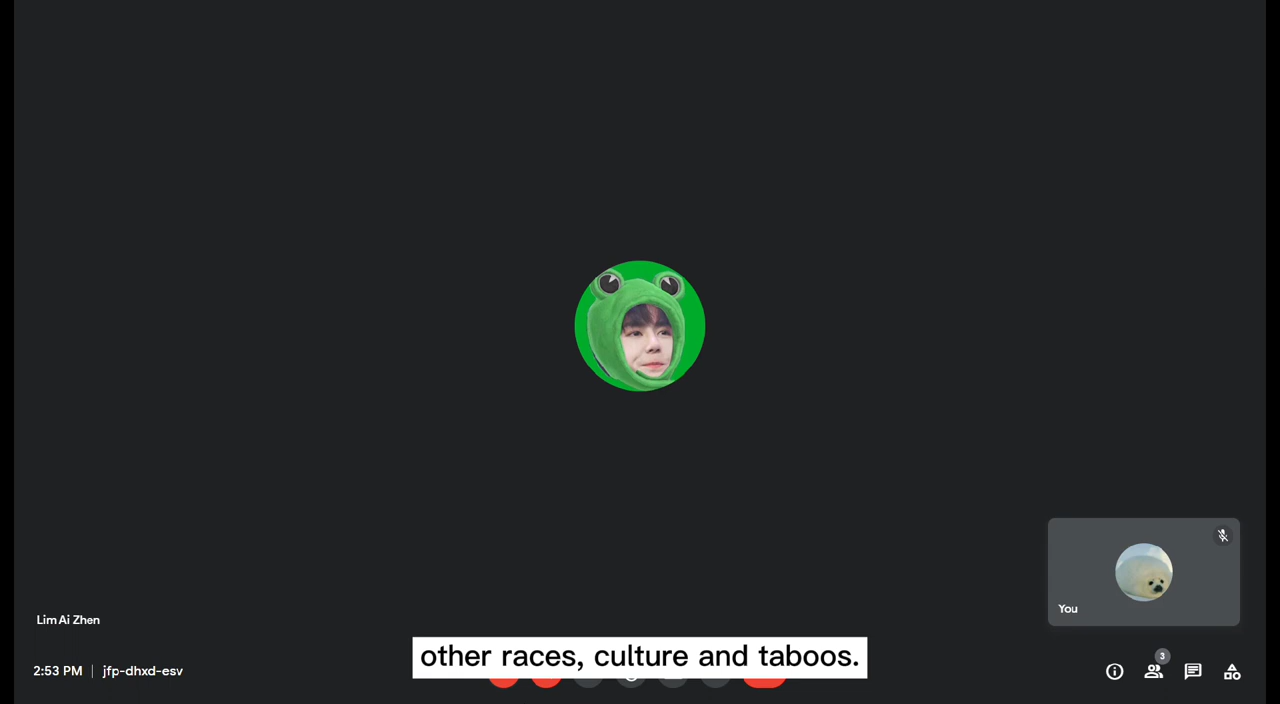 You
Lim Ai Zhen
other races, culture and taboos.
3
2:53 PM | jfp-dhxd-esv